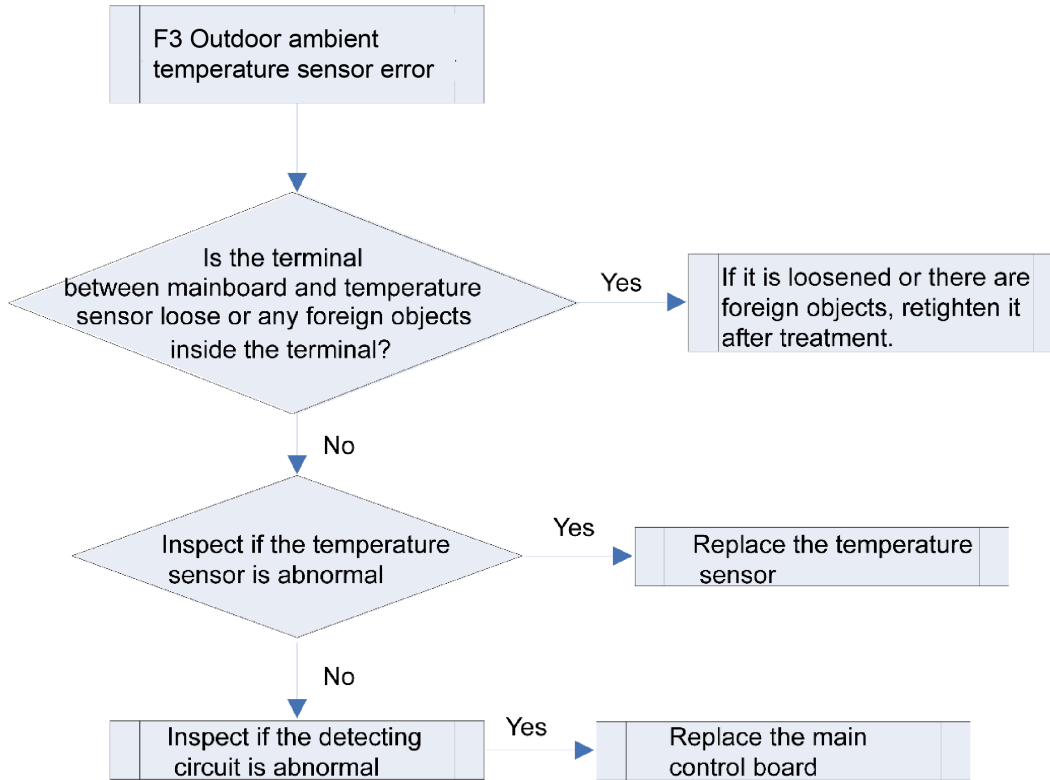 F3 Outdoor ambient
temperature sensor error
Is the terminal
between mainboard and temperature
sensor loose or any foreign objects
inside the terminal?
Yes
If it is loosened or there are
foreign objects, retighten it
after treatment.
No
Inspect if the temperature
sensor is abnormal
Yes
Replace the temperature
sensor
No
Inspect if the detecting
circuit is abnormal
Yes
Replace the main
control board